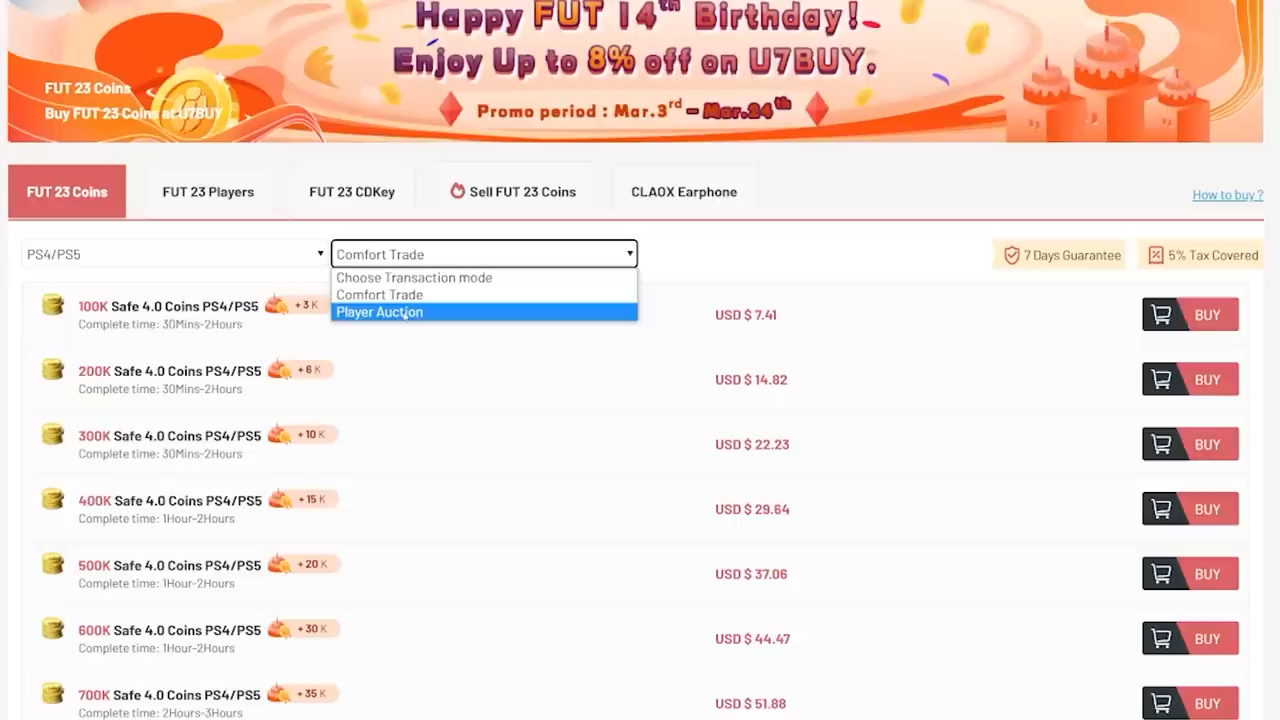 Happy FUT 14th Birthday!
Enjoy Up to 8% off on U7BUY.
Promo period : Mar.3rd - Mar.24th
FUT 23 Coins
Buy FUT 23 Coins at U7BUY
FUT 23 Coins
FUT 23 Players
FUT 23 CDKey
Sell FUT 23 Coins
CLAOX Earphone
How to buy ?
PS4/PS5
Comfort Trade
7 Days Guarantee
5% Tax Covered
Choose Transaction mode
Comfort Trade
Player Auction
100K Safe 4.0 Coins PS4/PS5 +3 K
Complete time: 30Mins-2Hours
USD $ 7.41
BUY
200K Safe 4.0 Coins PS4/PS5 +6 K
Complete time: 30Mins-2Hours
USD $ 14.82
BUY
300K Safe 4.0 Coins PS4/PS5 +10 K
Complete time: 30Mins-2Hours
USD $ 22.23
BUY
400K Safe 4.0 Coins PS4/PS5 +15 K
Complete time: 1Hour-2Hours
USD $ 29.64
BUY
500K Safe 4.0 Coins PS4/PS5 +20 K
Complete time: 1Hour-2Hours
USD $ 37.06
BUY
600K Safe 4.0 Coins PS4/PS5 +30 K
Complete time: 1Hour-2Hours
USD $ 44.47
BUY
700K Safe 4.0 Coins PS4/PS5 +35 K
Complete time: 2Hours-3Hours
USD $ 51.88
BUY